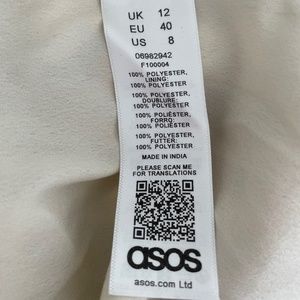 UK 12
EU 40
US 8
06982942
F100004
100% POLYESTER,
LINING:
100% POLYESTER
100% POLYESTER,
DOUBLURE:
100% POLYESTER
100% POLIÉSTER,
FORRO:
100% POLIÉSTER
100% POLYESTER,
FUTTER:
100% POLYESTER
MADE IN INDIA
PLEASE SCAN ME
FOR TRANSLATIONS
asos
asos.com Ltd